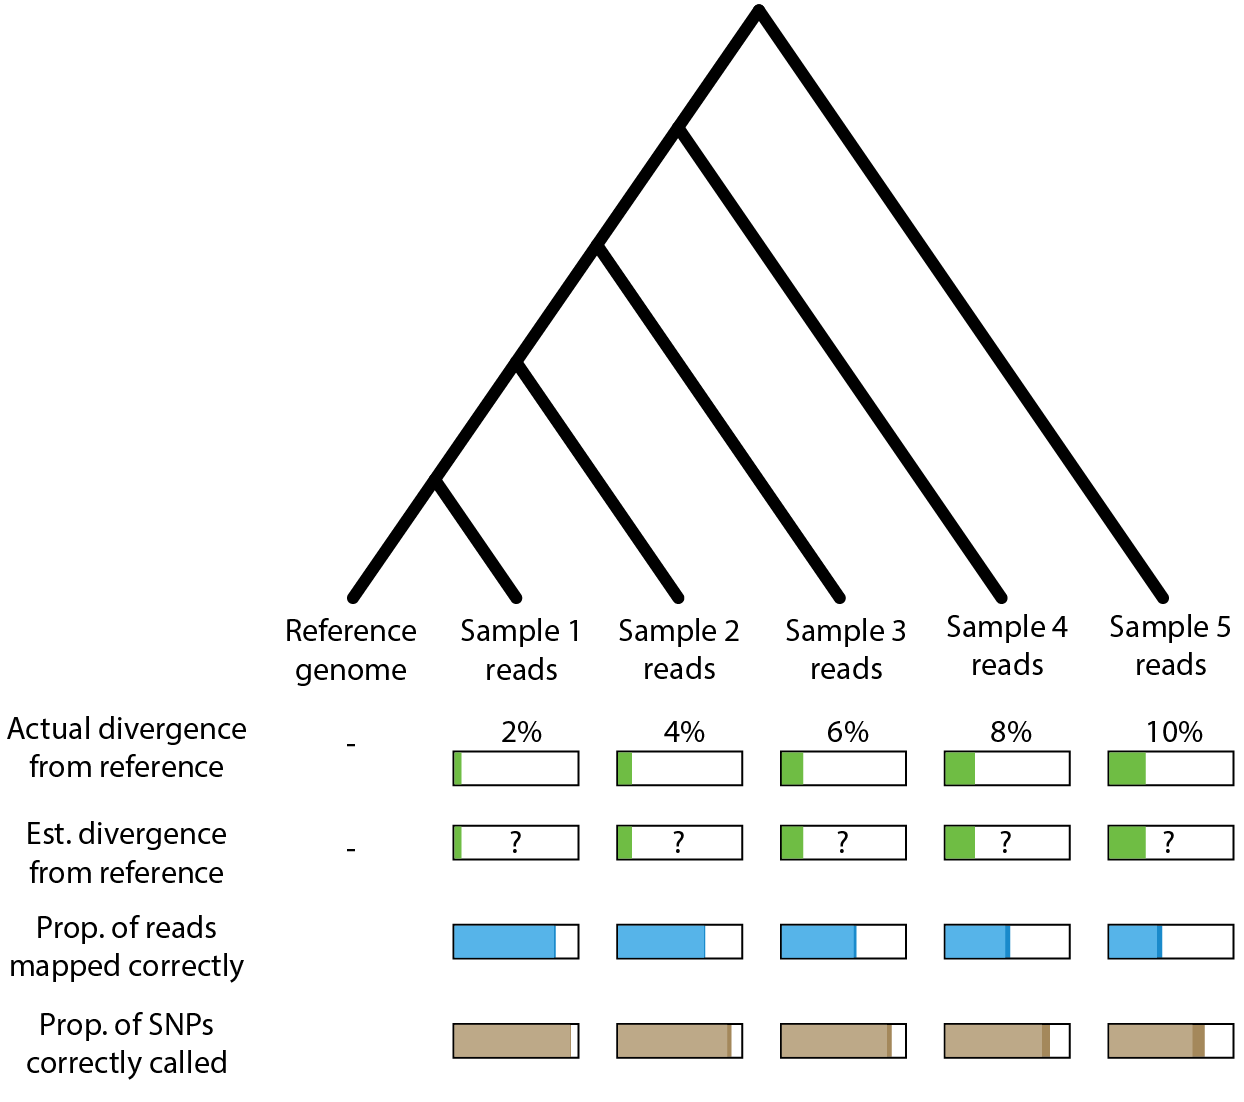 Reference
genome
Sample 1
reads
Sample 2
reads
Sample 3
reads
Sample 4
reads
Sample 5
reads
Actual divergence
from reference
-
2%
4%
6%
8%
10%
Est. divergence
from reference
-
?
?
?
?
?
Prop. of reads
mapped correctly
Prop. of SNPs
correctly called